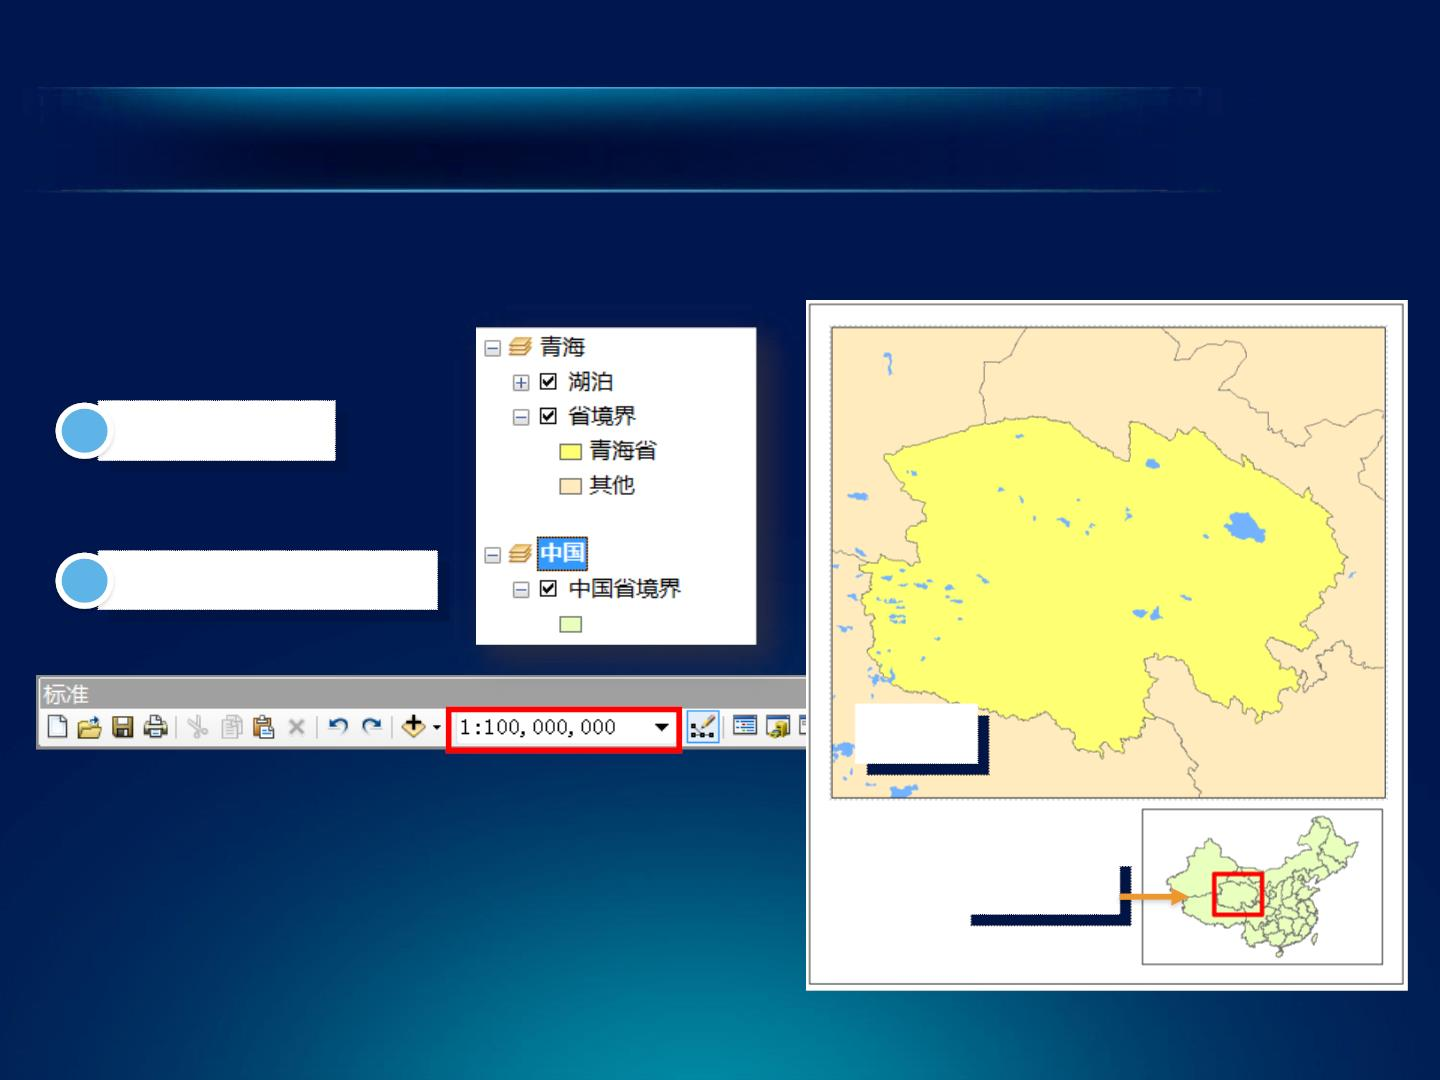 青海
湖泊
省境界
青海省
其他
中国
中国省境界
标准
1:100,000,000